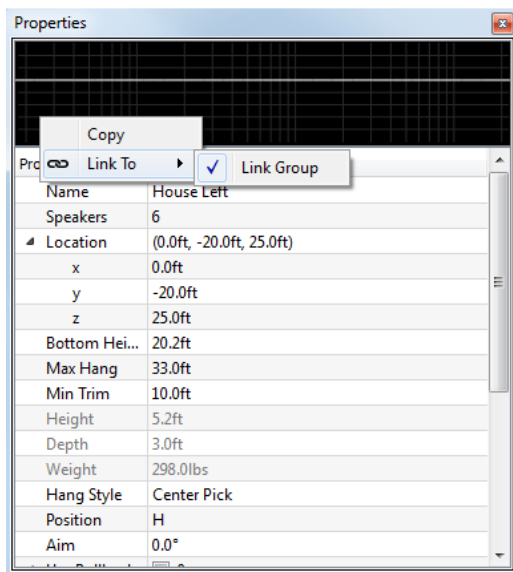 Properties
Copy
Link To
Link Group
Name House Left
Speakers 6
Location (0.0ft, -20.0ft, 25.0ft)
x 0.0ft
y -20.0ft
z 25.0ft
Bottom Hei... 20.2ft
Max Hang 33.0ft
Min Trim 10.0ft
Height 5.2ft
Depth 3.0ft
Weight 298.0lbs
Hang Style Center Pick
Position H
Aim 0.0°